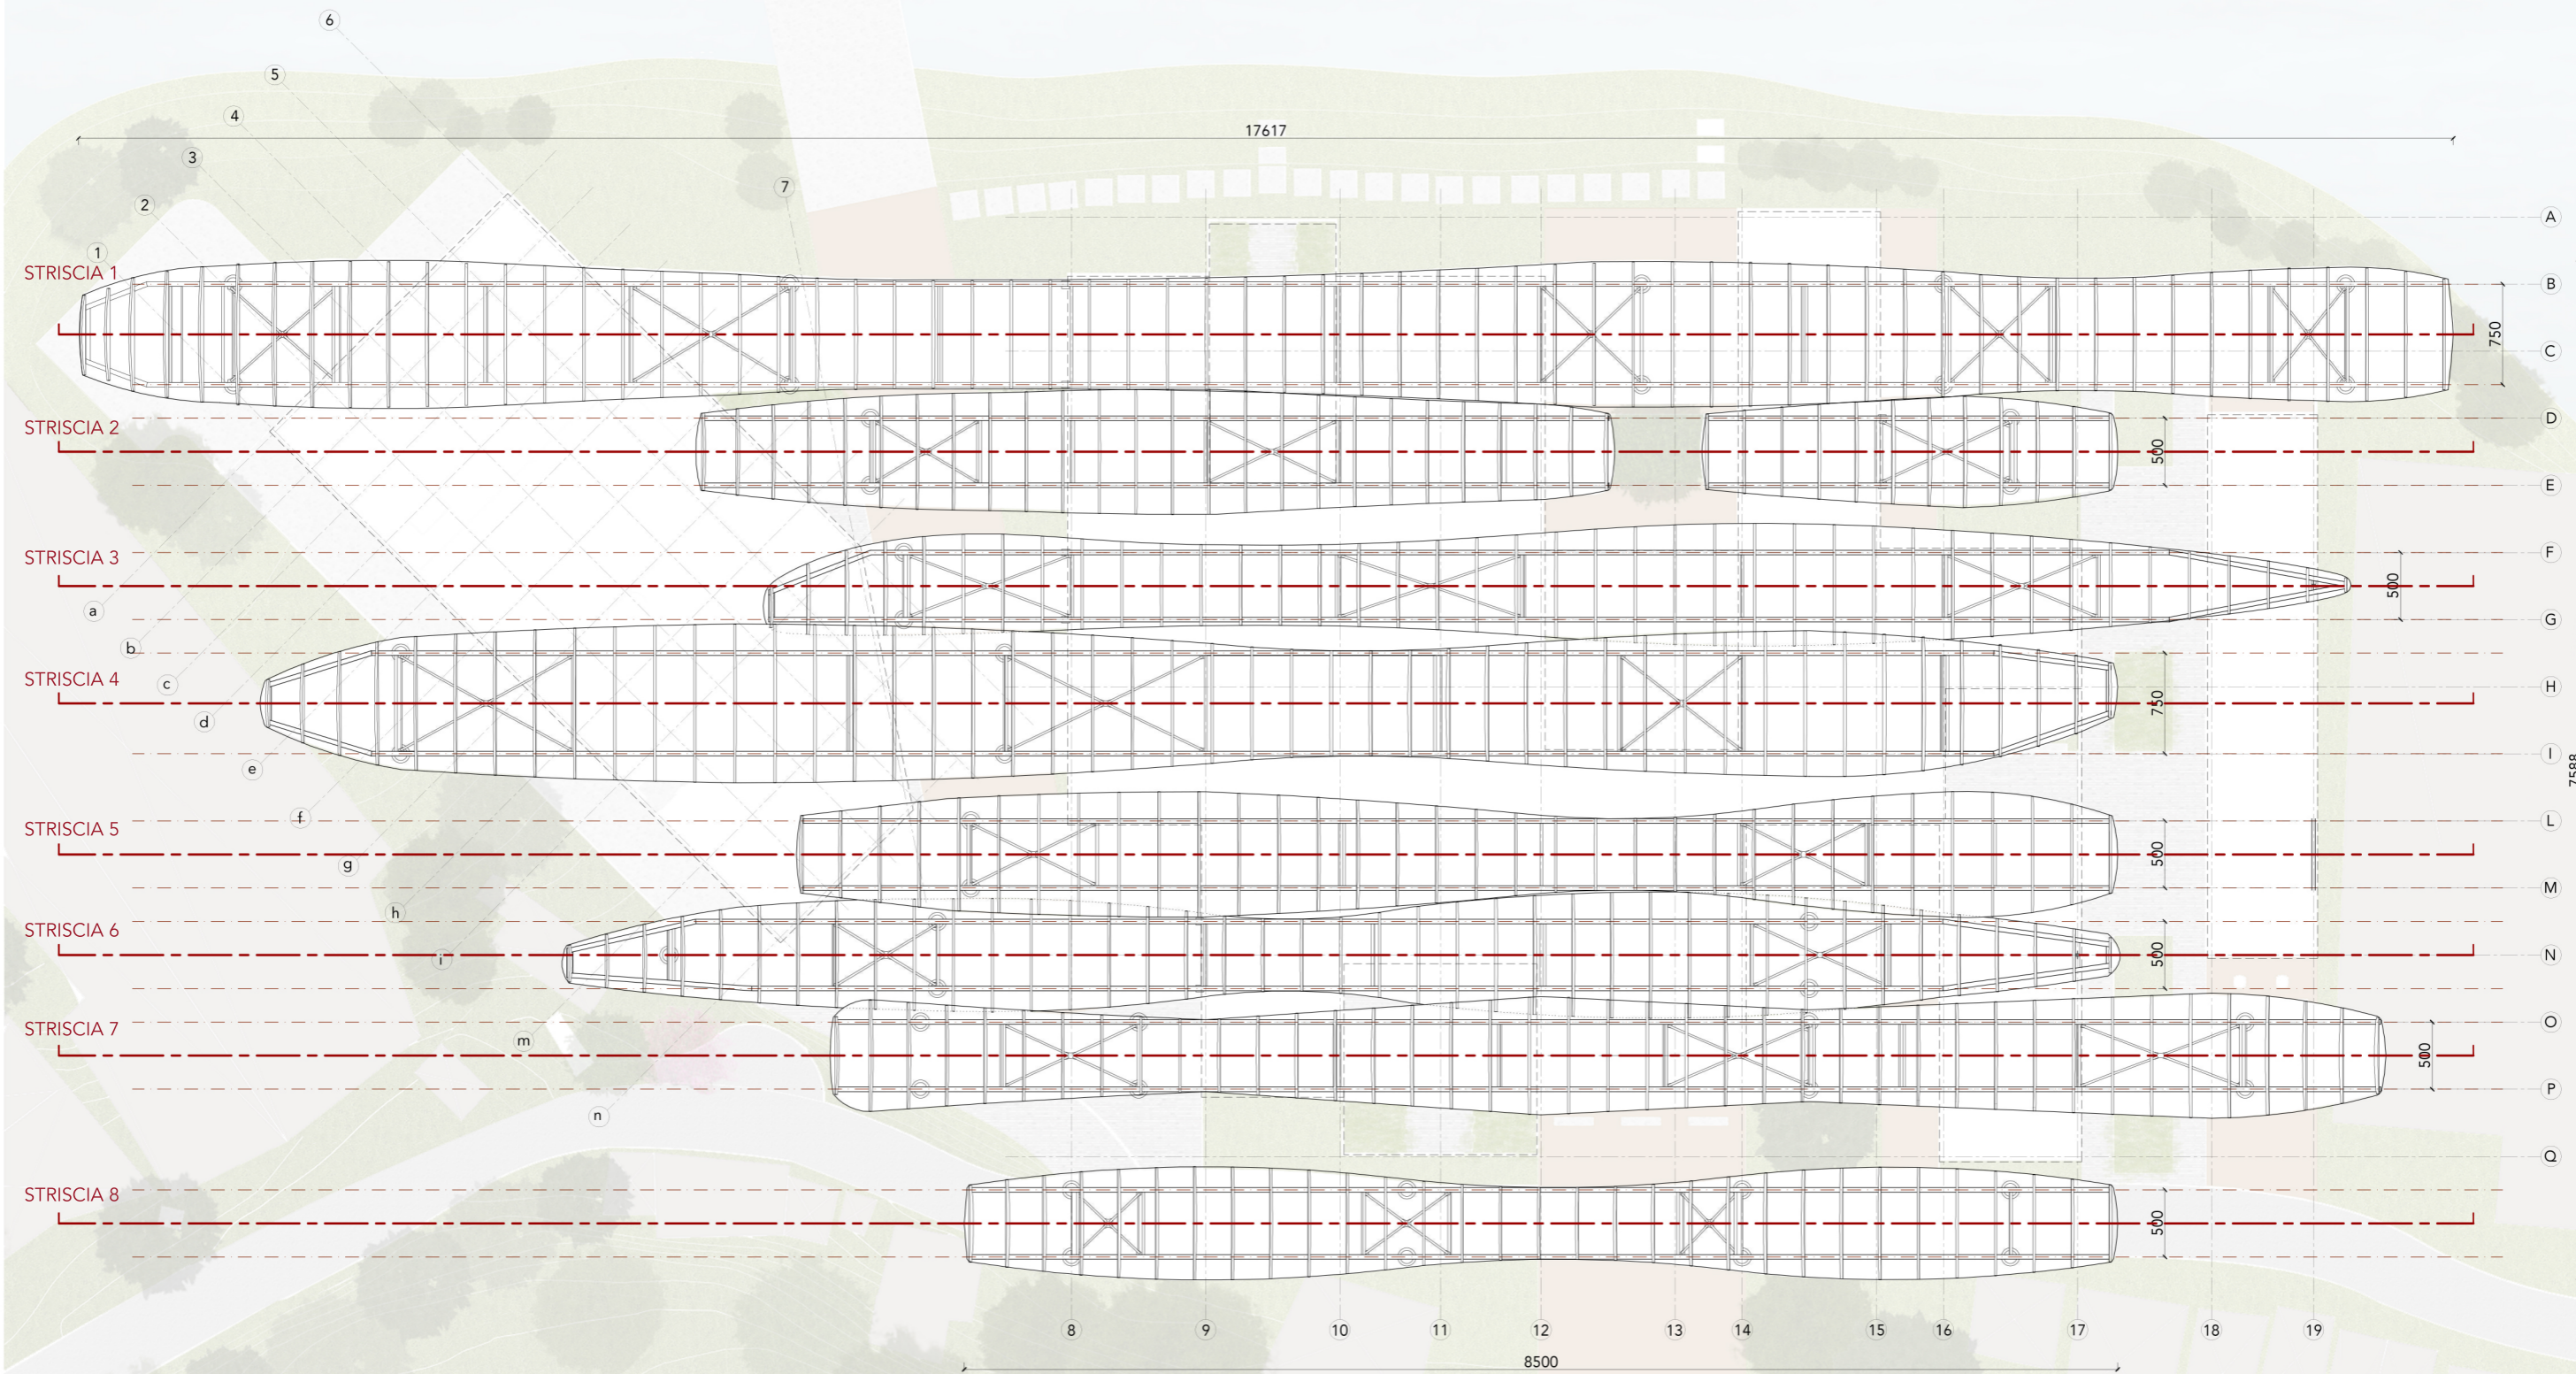 6
5
4
17617
3
7
2
A
1
STRISCIA 1
B
750
C
STRISCIA 2
D
500
E
STRISCIA 3
F
500
a
G
b
STRISCIA 4
c
H
d
750
I
e
7588
f
L
STRISCIA 5
g
500
M
h
STRISCIA 6
i
500
N
STRISCIA 7
O
m
500
P
n
Q
STRISCIA 8
500
8 9 10 11 12 13 14 15 16 17 18 19
8500